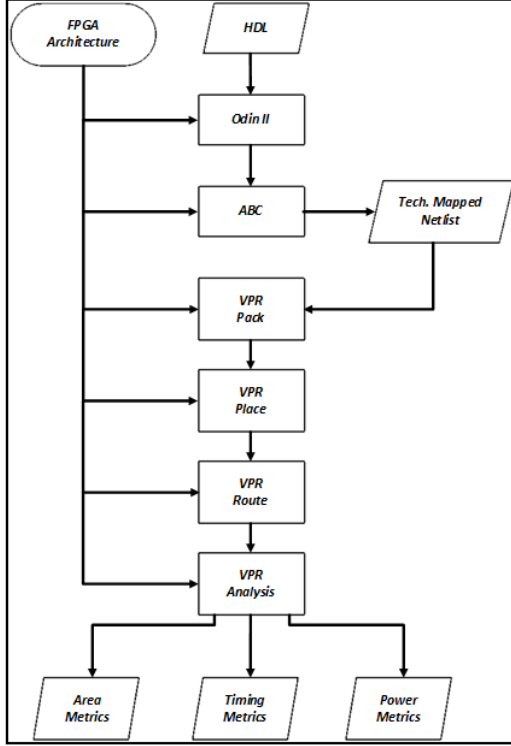 FPGA
Architecture
HDL
Odin II
ABC
Tech. Mapped
Netlist
VPR
Pack
VPR
Place
VPR
Route
VPR
Analysis
Area
Metrics
Timing
Metrics
Power
Metrics